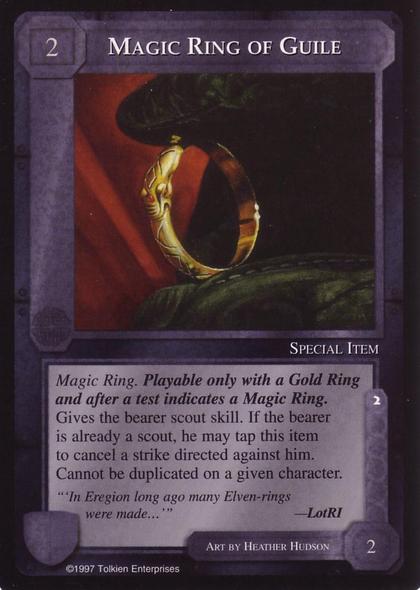 2
MAGIC RING OF GUILE
SPECIAL ITEM
Magic Ring. Playable only with a Gold Ring
and after a test indicates a Magic Ring.
Gives the bearer scout skill. If the bearer
is already a scout, he may tap this item
to cancel a strike directed against him.
Cannot be duplicated on a given character.
2
"‘In Eregion long ago many Elven-rings
were made…’"
—LotRI
ART BY HEATHER HUDSON
2
©1997 Tolkien Enterprises